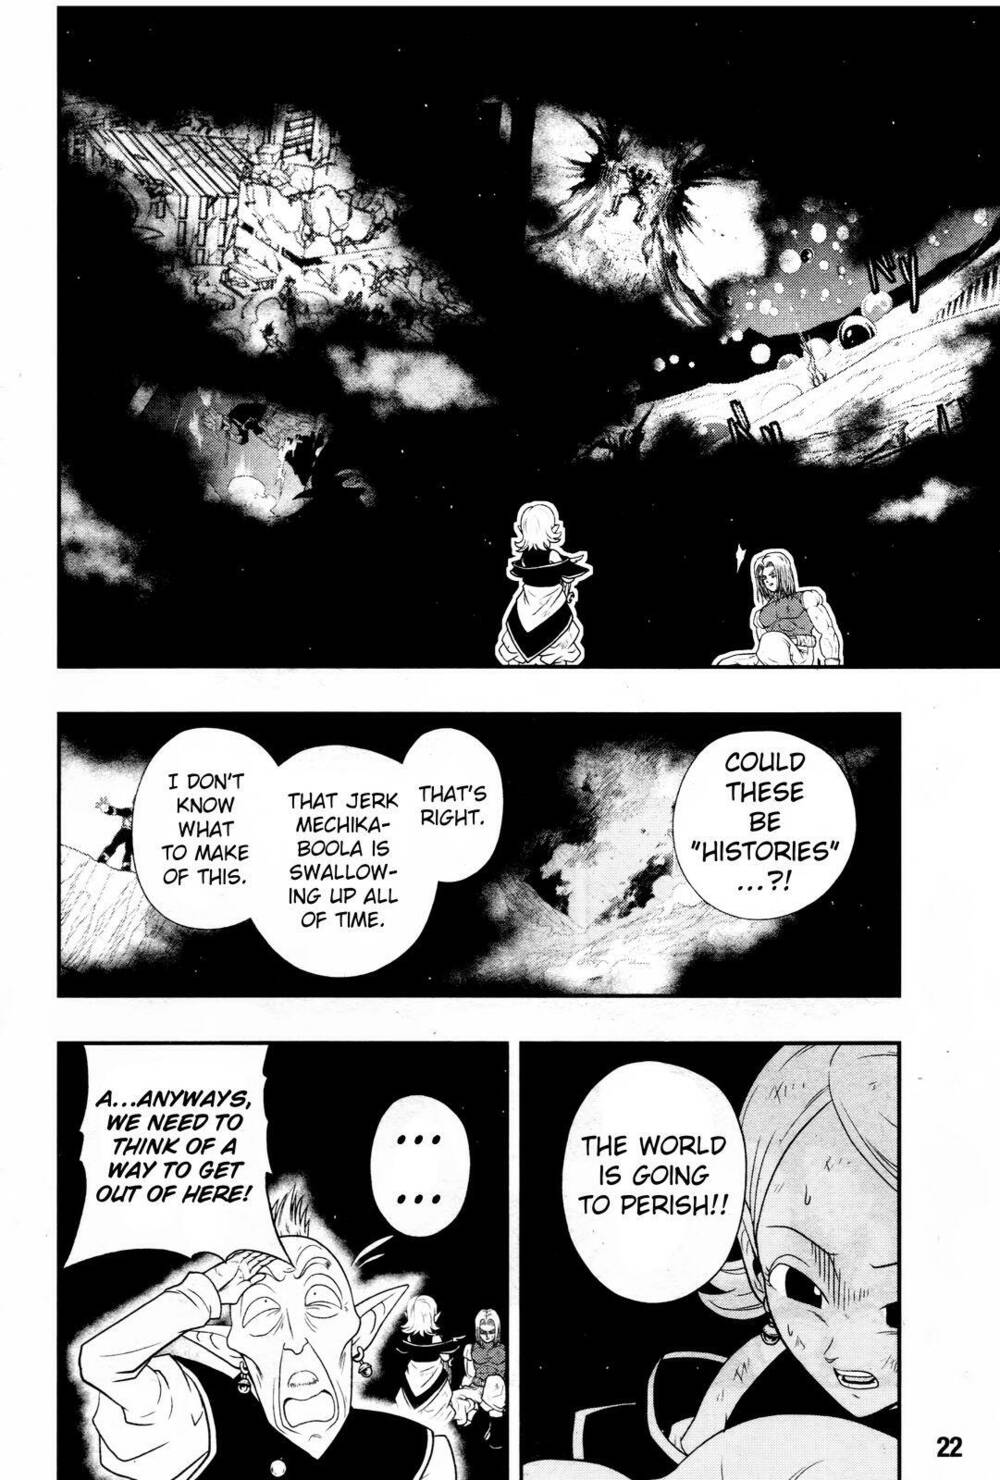 COULD
THESE
BE
"HISTORIES"
...?!
THAT'S
RIGHT.
THAT JERK
MECHIKA-
BOOLA IS
SWALLOW-
ING UP ALL
OF TIME.
I DON'T
KNOW
WHAT
TO MAKE
OF THIS.
THE WORLD
IS GOING
TO PERISH!!
...
...
A...ANYWAYS,
WE NEED TO
THINK OF A
WAY TO GET
OUT OF HERE!
22